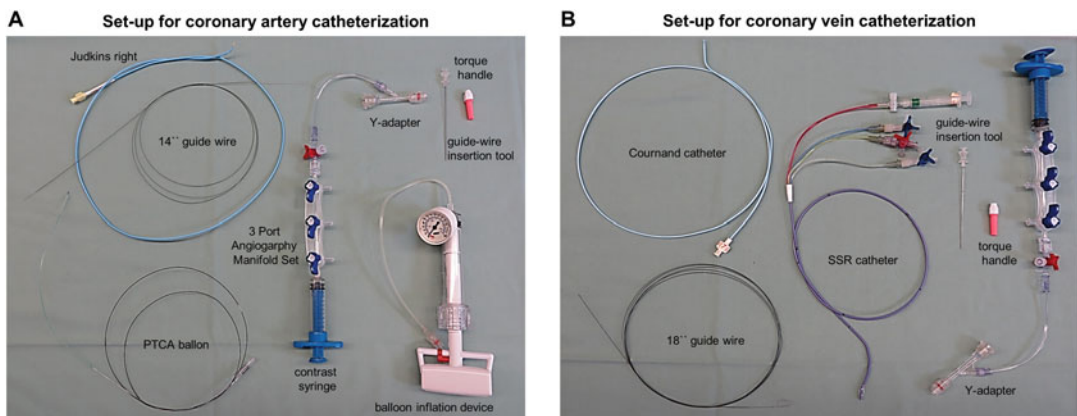 A
Set-up for coronary artery catheterization
Judkins right
torque
handle
Y-adapter
14`` guide wire
guide-wire
insertion tool
3 Port
Angiogarphy
Manifold Set
PTCA ballon
contrast
syringe
balloon inflation device
B
Set-up for coronary vein catheterization
guide-wire
insertion tool
Cournand catheter
torque
handle
SSR catheter
18`` guide wire
Y-adapter